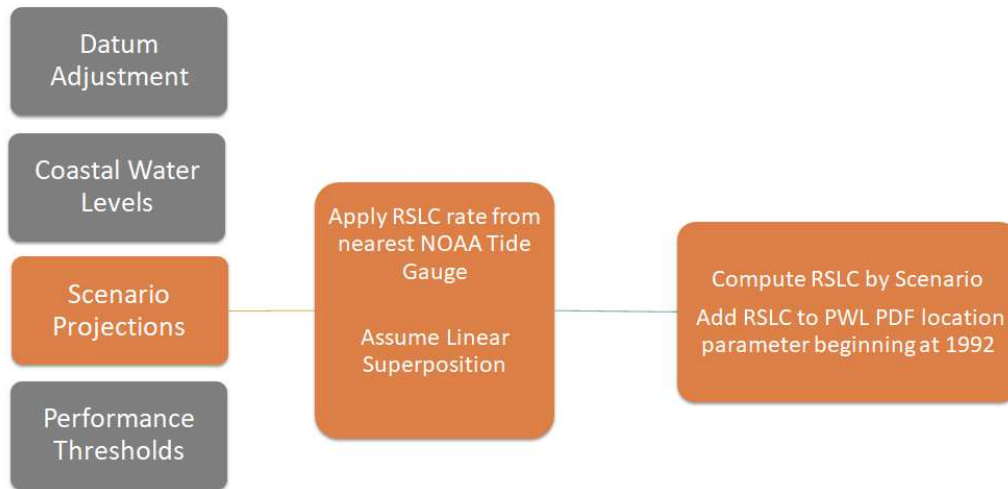 Datum
Adjustment
Coastal Water
Levels
Scenario
Projections
Performance
Thresholds
Apply RSLC rate from
nearest NOAA Tide
Gauge
Assume Linear
Superposition
Compute RSLC by Scenario
Add RSLC to PWL PDF location
parameter beginning at 1992